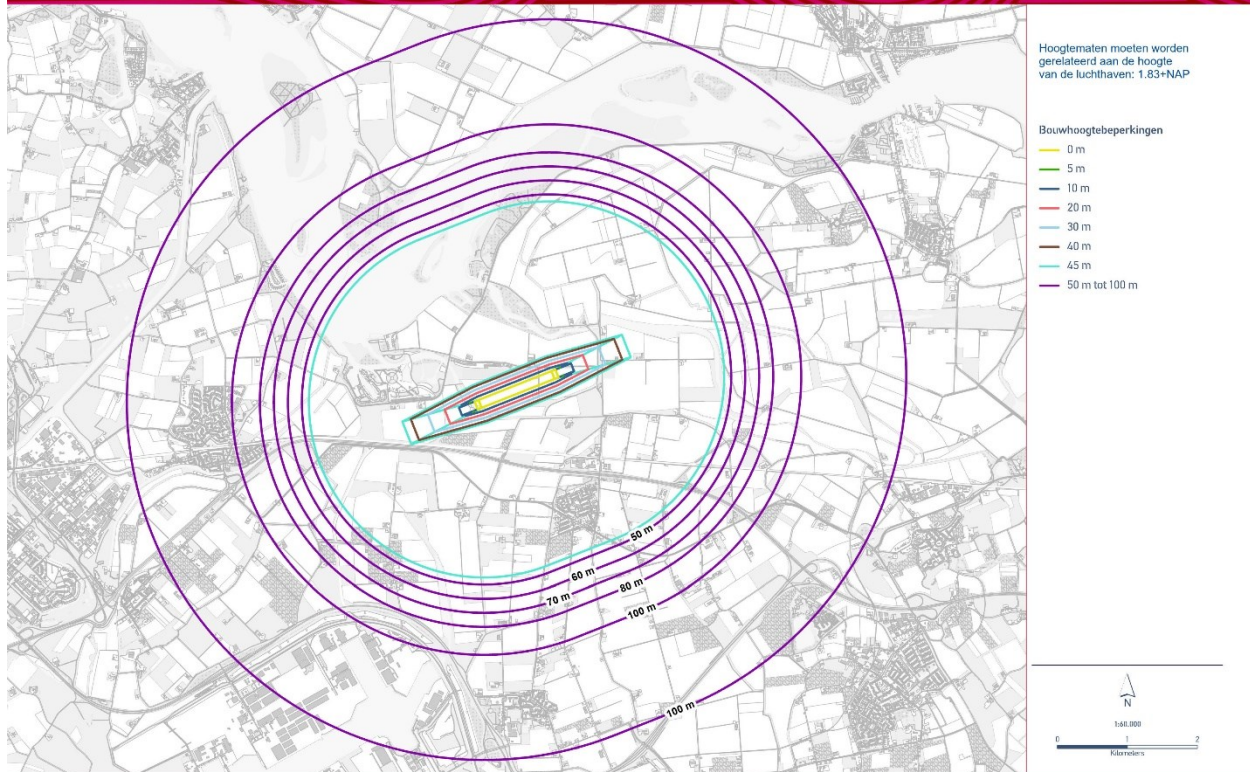 Hoogtematen moeten worden
gerelateerd aan de hoogte
van de luchthaven: 1.83+NAP
Bouwhoogtebeperkingen
0 m
5 m
10 m
20 m
30 m
40 m
45 m
50 m tot 100 m
50 m
60 m
70 m
80 m
100 m
100 m
N
1:60.000
0 1 2
Kilometers